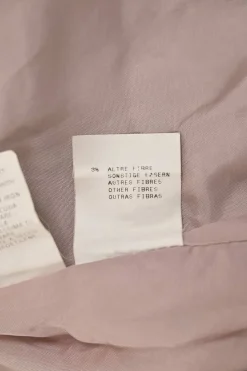 3% ALTRE FIBRE
SONSTIGE FASERN
AUTRES FIBRES
OTHER FIBRES
OUTRAS FIBRAS